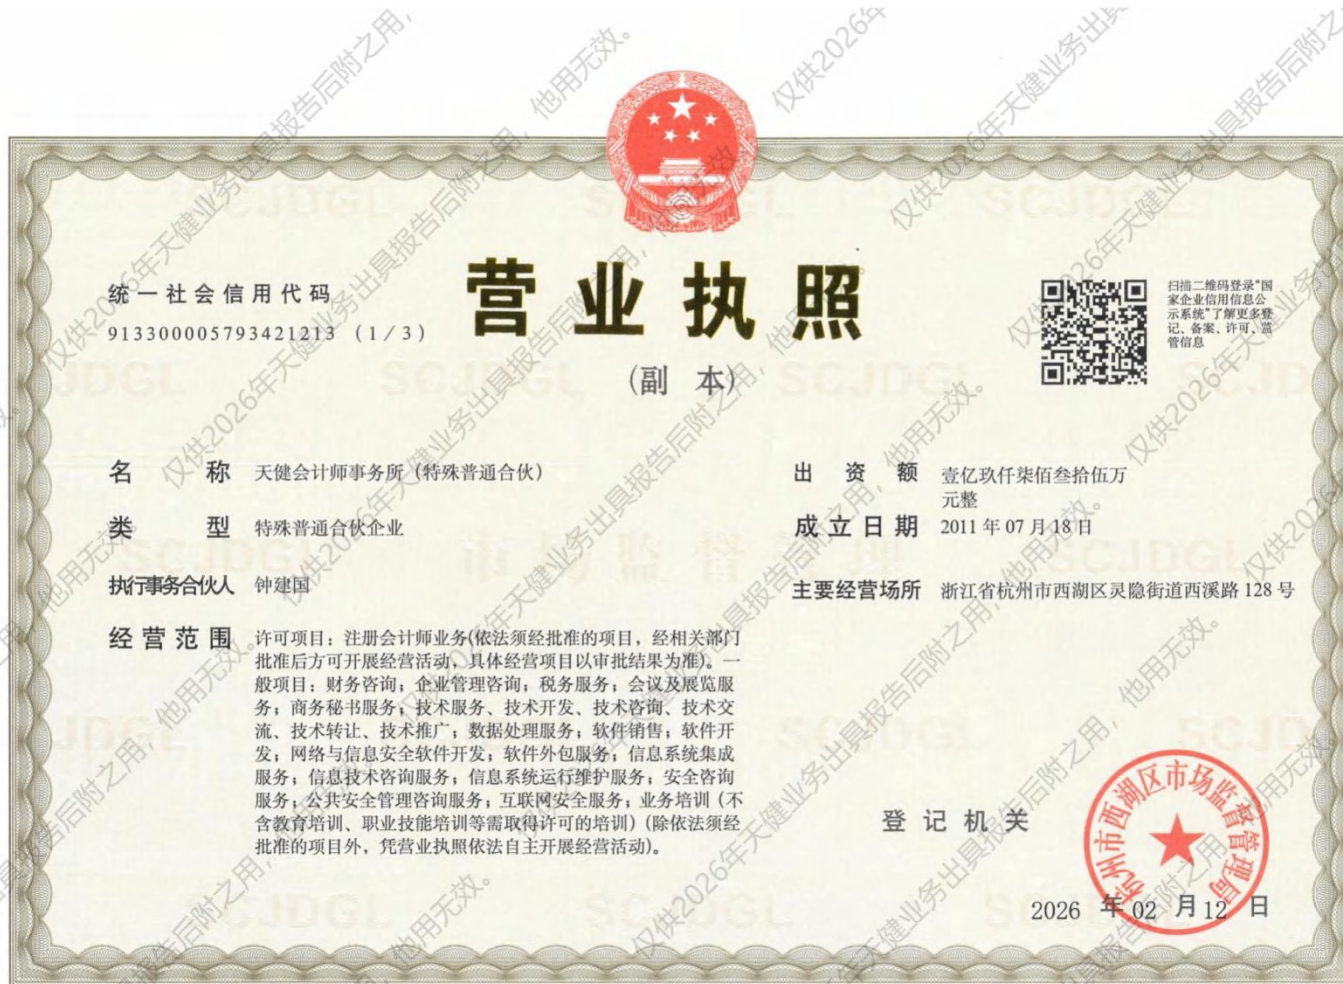 营业执照
(副 本)
统一社会信用代码
913300005793421213 (1/3)
扫描二维码登录“国
家企业信用信息公
示系统”了解更多登
记、备案、许可、监
管信息
名 称 天健会计师事务所（特殊普通合伙）
类 型 特殊普通合伙企业
执行事务合伙人 钟建国
经营范围 许可项目：注册会计师业务(依法须经批准的项目，经相关部门
批准后方可开展经营活动，具体经营项目以审批结果为准)。一
般项目：财务咨询；企业管理咨询；税务服务；会议及展览服
务；商务秘书服务；技术服务、技术开发、技术咨询、技术交
流、技术转让、技术推广；数据处理服务；软件销售；软件开
发；网络与信息安全软件开发；软件外包服务；信息系统集成
服务；信息技术咨询服务；信息系统运行维护服务；安全咨询
服务；公共安全管理咨询服务；互联网安全服务；业务培训（不
含教育培训、职业技能培训等需取得许可的培训）(除依法须经
批准的项目外，凭营业执照依法自主开展经营活动)。
出 资 额 壹亿玖仟柒佰叁拾伍万
元整
成立日期 2011年07月18日
主要经营场所 浙江省杭州市西湖区灵隐街道西溪路128号
登记机关
杭州市西湖区市场监督管理局
2026 年 02 月 12 日
仅供2026年天健业务出具报告后附之用，他用无效。
SCJDGL
市场监督管理